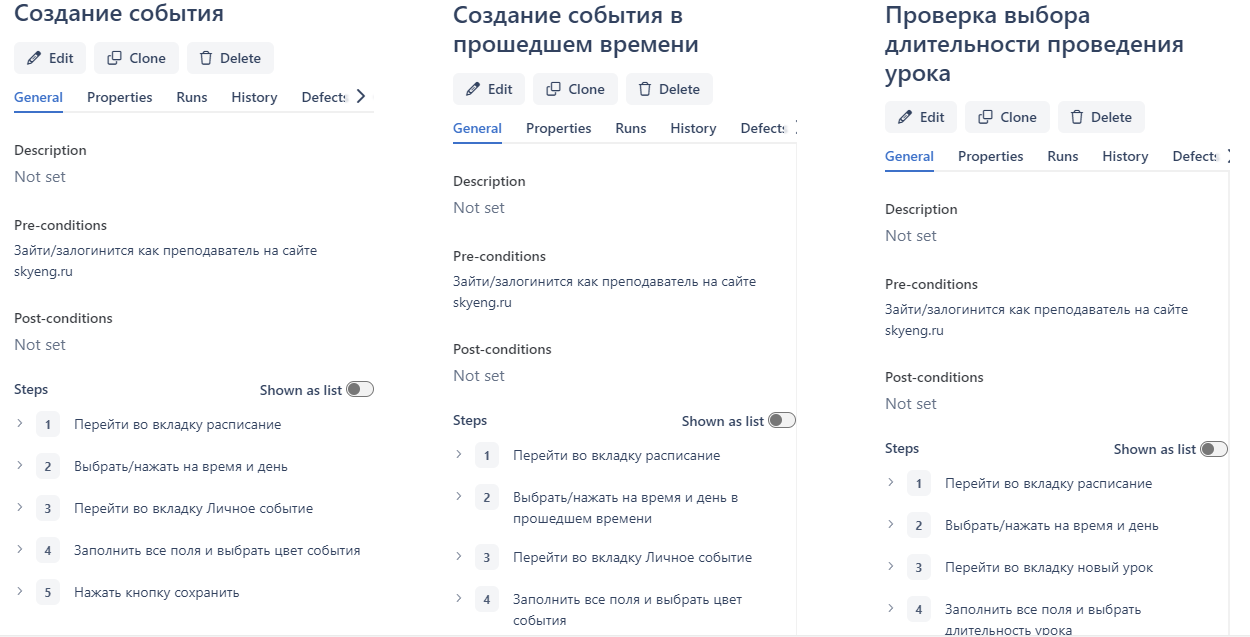 Создание события
Edit
Clone
Delete
General
Properties
Runs
History
Defects
Description
Not set
Pre-conditions
Зайти/залогинится как преподаватель на сайте
skyeng.ru
Post-conditions
Not set
Steps
Shown as list
1 Перейти во вкладку расписание
2 Выбрать/нажать на время и день
3 Перейти во вкладку Личное событие
4 Заполнить все поля и выбрать цвет события
5 Нажать кнопку сохранить
Создание события в
прошедшем времени
Edit
Clone
Delete
General
Properties
Runs
History
Defects
Description
Not set
Pre-conditions
Зайти/залогинится как преподаватель на сайте
skyeng.ru
Post-conditions
Not set
Steps
Shown as list
1 Перейти во вкладку расписание
2 Выбрать/нажать на время и день в
прошедшем времени
3 Перейти во вкладку Личное событие
4 Заполнить все поля и выбрать цвет
события
Проверка выбора
длительности проведения
урока
Edit
Clone
Delete
General
Properties
Runs
History
Defects
Description
Not set
Pre-conditions
Зайти/залогинится как преподаватель на сайте
skyeng.ru
Post-conditions
Not set
Steps
Shown as list
1 Перейти во вкладку расписание
2 Выбрать/нажать на время и день
3 Перейти во вкладку новый урок
4 Заполнить все поля и выбрать
длительность урока